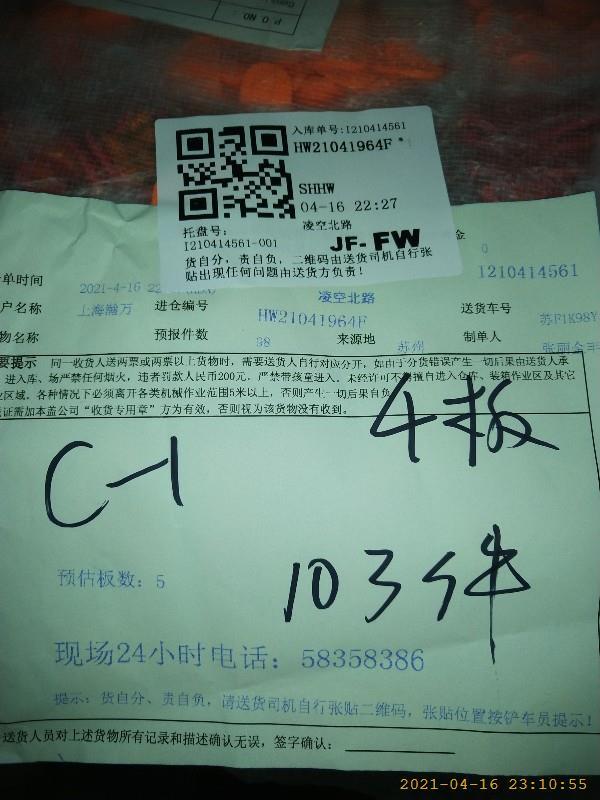 P.O NO:
入库单号:I210414561
HW21041964F *
SHHW
04-16 22:27
凌空北路
托盘号:
I210414561-001
JF-FW
货自分，责自负，二维码由送货司机自行张
贴出现任何问题由送货方负责！
金
0
单时间
2021-4-16
I210414561
户名称
上海瀚万
进仓编号
HW21041964F
凌空北路
送货车号
苏F1K98Y
物名称
预报件数
98
来源地
苏州
制单人
要提示 同一收货人送两票或两票以上货物时，需要送货人自行对应分开，如由于分货错误产生一切后果由送货人承
进入库、场严禁任何烟火，违者罚款人民币200元，严禁带孩童进入，未经许可不擅自进入仓库、装箱作业区及其它
区域，各种情况下必须离开各类机械作业范围5米以上，否则产生一切后果自负
证需加本盖公司“收货专用章”方为有效，否则视为该货物没有收到。
4板
C-1
预估板数：5
103件
现场24小时电话：58358386
提示：货自分、责自负，请送货司机自行张贴二维码，张贴位置按铲车员提示！
送货人员对上述货物所有记录和描述确认无误，签字确认：
2021-04-16 23:10:55